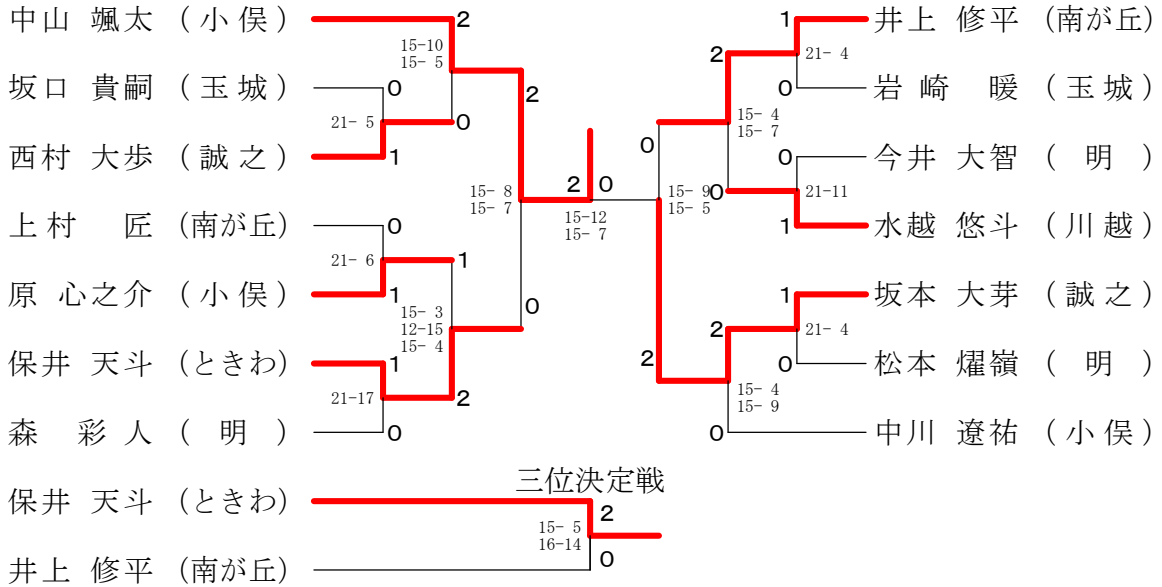 中山 颯太 (小俣) 2 1 井上 修平 (南が丘)
15-10 2 21- 4
15- 5
坂口 貴嗣 (玉城) 0 2 0 岩崎 暖 (玉城)
21- 5 0 15- 4
15- 7
西村 大歩 (誠之) 1 0 0 今井 大智 (明)
15- 8 2 0 15- 9 0 21-11
15- 7 15- 5
上村 匠 (南が丘) 0 15-12 1 水越 悠斗 (川越)
15- 7
21- 6 1
原 心之介 (小俣) 1 0 1 坂本 大芽 (誠之)
15- 3 2 21- 4
12-15
15- 4
保井 天斗 (ときわ) 1 2 0 松本 燿嶺 (明)
21-17 2 15- 4
15- 9
森 彩人 (明) 0 0 中川 遼祐 (小俣)
三位決定戦
保井 天斗 (ときわ) 2
15- 5
16-14
井上 修平 (南が丘) 0